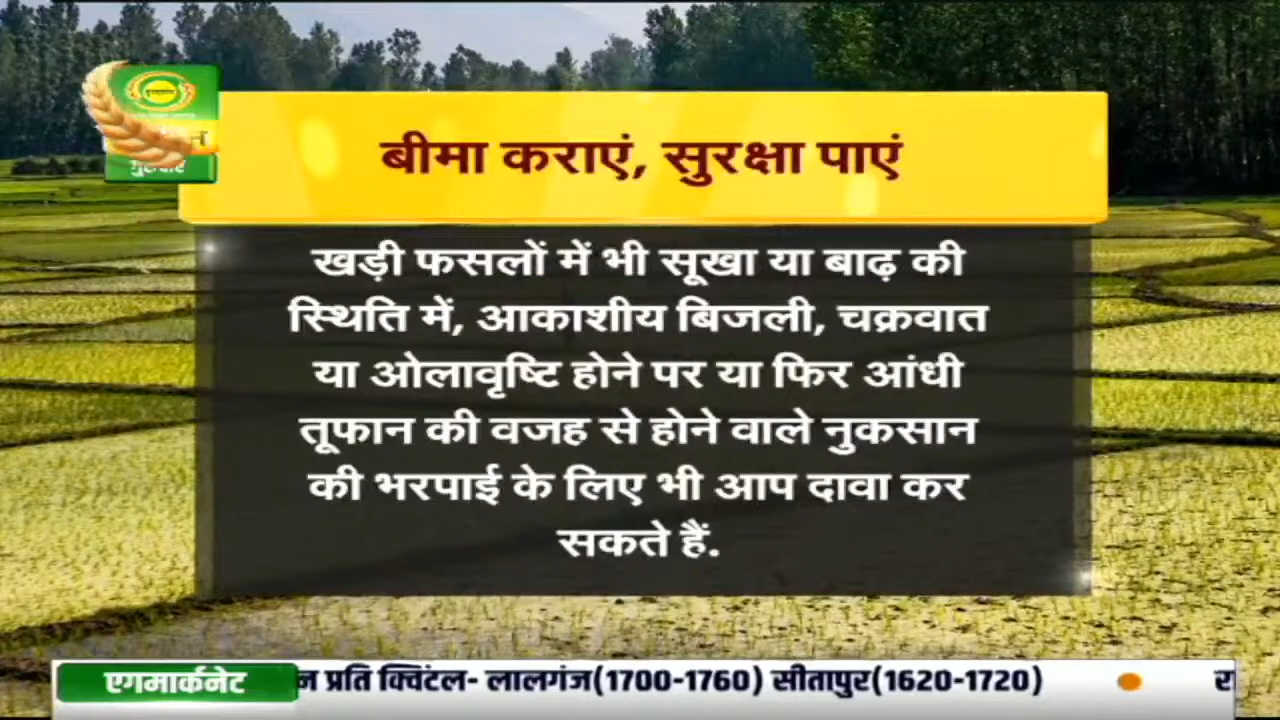 बीमा कराएं, सुरक्षा पाएं
खड़ी फसलों में भी सूखा या बाढ़ की
स्थिति में, आकाशीय बिजली, चक्रवात
या ओलावृष्टि होने पर या फिर आंधी
तूफान की वजह से होने वाले नुकसान
की भरपाई के लिए भी आप दावा कर
सकते हैं.
एगमार्कनेट
न प्रति क्विंटल- लालगंज(1700-1760) सीतापुर(1620-1720)